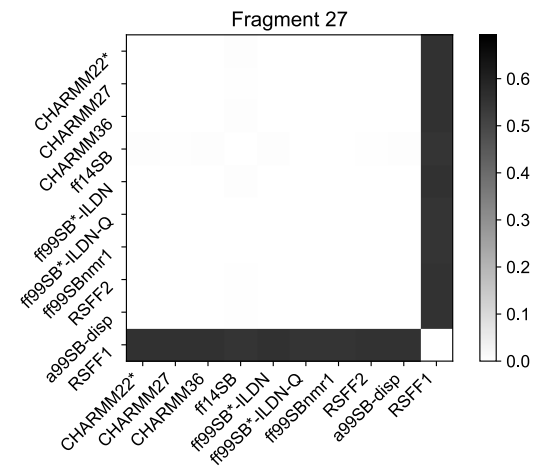 Fragment 27
CHARMM22*
CHARMM27
CHARMM36
ff14SB
ff99SB*-ILDN
ff99SB*-ILDN-Q
ff99SBnmr1
RSFF2
a99SB-disp
RSFF1
0.6
0.5
0.4
0.3
0.2
0.1
0.0
CHARMM22*
CHARMM27
CHARMM36
ff14SB
ff99SB*-ILDN
ff99SB*-ILDN-Q
ff99SBnmr1
RSFF2
a99SB-disp
RSFF1